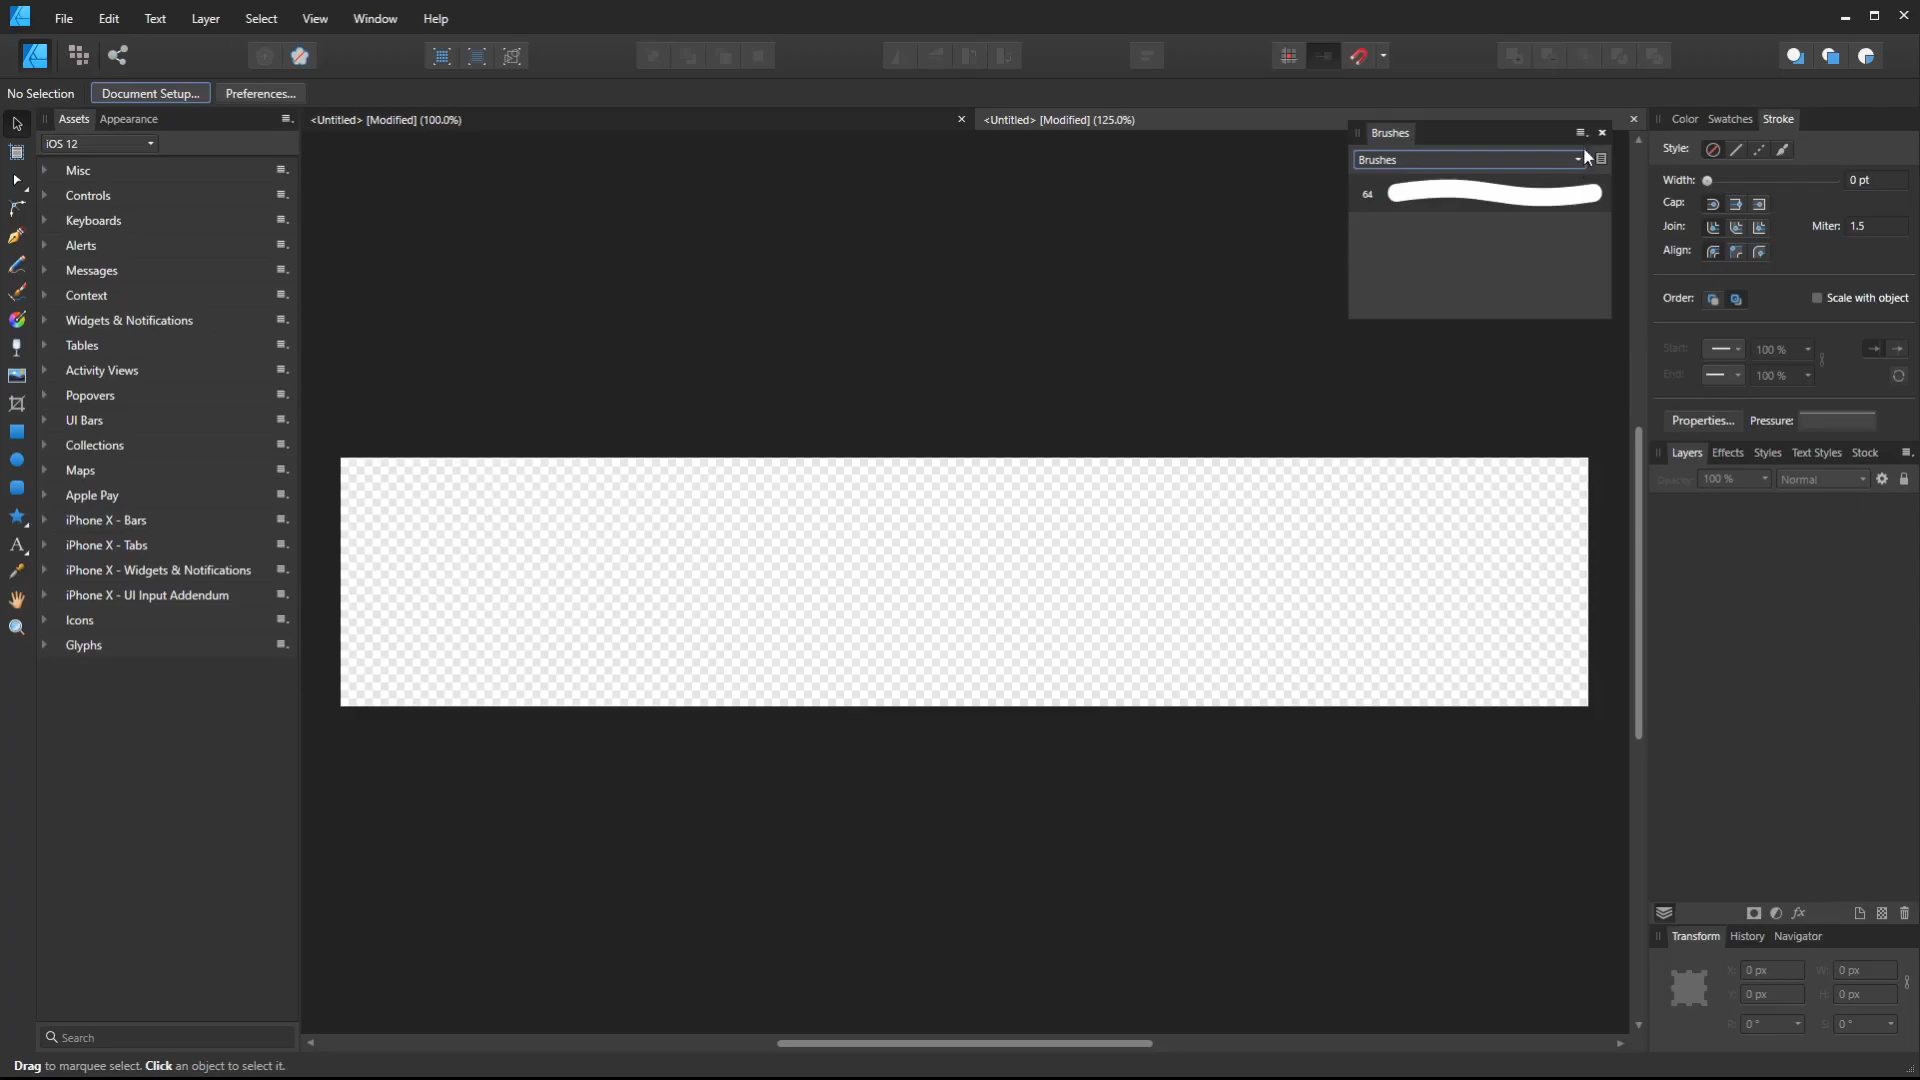 File Edit Text Layer Select View Window Help
No Selection Document Setup... Preferences...
Assets Appearance
iOS 12
Misc
Controls
Keyboards
Alerts
Messages
Context
Widgets & Notifications
Tables
Activity Views
Popovers
UI Bars
Collections
Maps
Apple Pay
iPhone X - Bars
iPhone X - Tabs
iPhone X - Widgets & Notifications
iPhone X - UI Input Addendum
Icons
Glyphs
Search
<Untitled> [Modified] (100.0%)
<Untitled> [Modified] (125.0%)
Brushes
Brushes
64
Color Swatches Stroke
Style:
Width: 0 pt
Cap:
Join: Miter: 1.5
Align:
Order: Scale with object
Start: 100 %
End: 100 %
Properties... Pressure:
Layers Effects Styles Text Styles Stock
Opacity: 100 % Normal
Transform History Navigator
X: 0 px W: 0 px
Y: 0 px H: 0 px
R: 0 ° S: 0 °
Drag to marquee select. Click an object to select it.